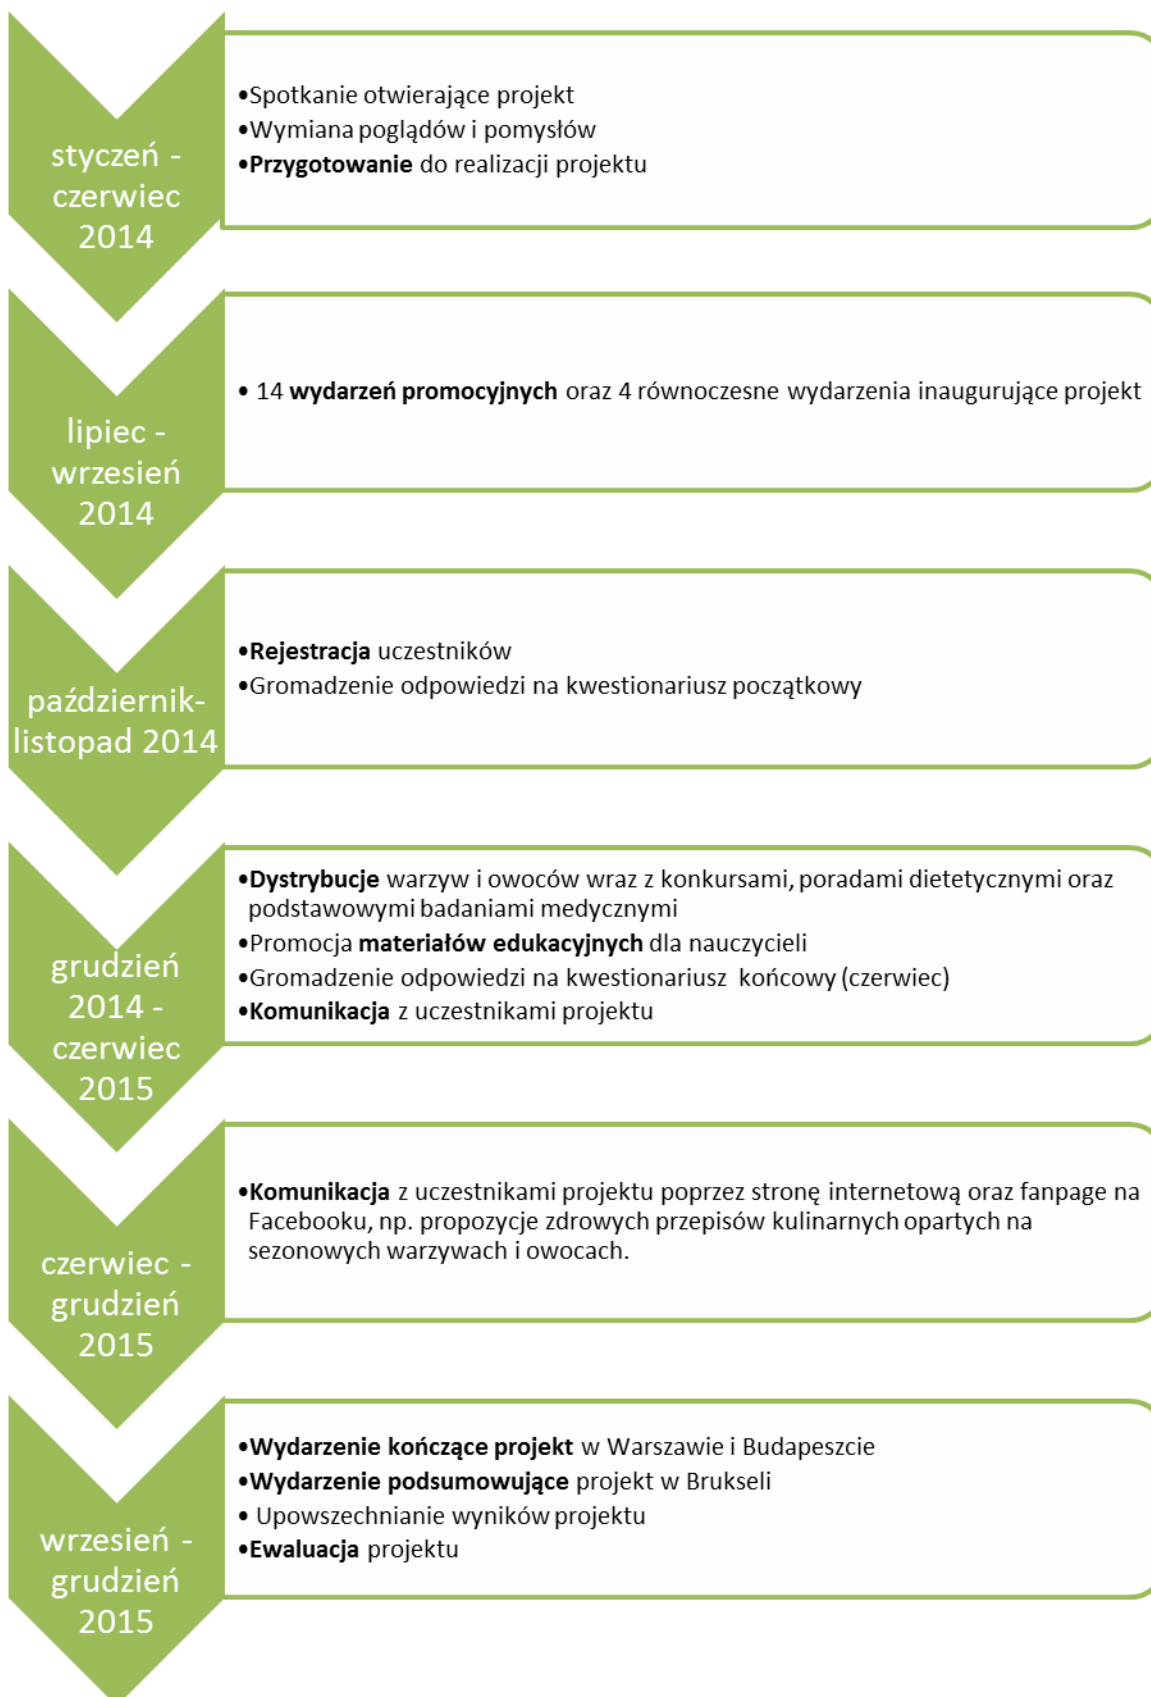 styczeń -
czerwiec
2014
•Spotkanie otwierające projekt
•Wymiana poglądów i pomysłów
•Przygotowanie do realizacji projektu
lipiec -
wrzesień
2014
• 14 wydarzeń promocyjnych oraz 4 równoczesne wydarzenia inaugurujące projekt
październik-
listopad 2014
•Rejestracja uczestników
•Gromadzenie odpowiedzi na kwestionariusz początkowy
grudzień
2014 -
czerwiec
2015
•Dystrybucje warzyw i owoców wraz z konkursami, poradami dietetycznymi oraz
podstawowymi badaniami medycznymi
•Promocja materiałów edukacyjnych dla nauczycieli
•Gromadzenie odpowiedzi na kwestionariusz końcowy (czerwiec)
•Komunikacja z uczestnikami projektu
czerwiec -
grudzień
2015
•Komunikacja z uczestnikami projektu poprzez stronę internetową oraz fanpage na
Facebooku, np. propozycje zdrowych przepisów kulinarnych opartych na
sezonowych warzywach i owocach.
wrzesień -
grudzień
2015
•Wydarzenie kończące projekt w Warszawie i Budapeszcie
•Wydarzenie podsumowujące projekt w Brukseli
• Upowszechnianie wyników projektu
•Ewaluacja projektu